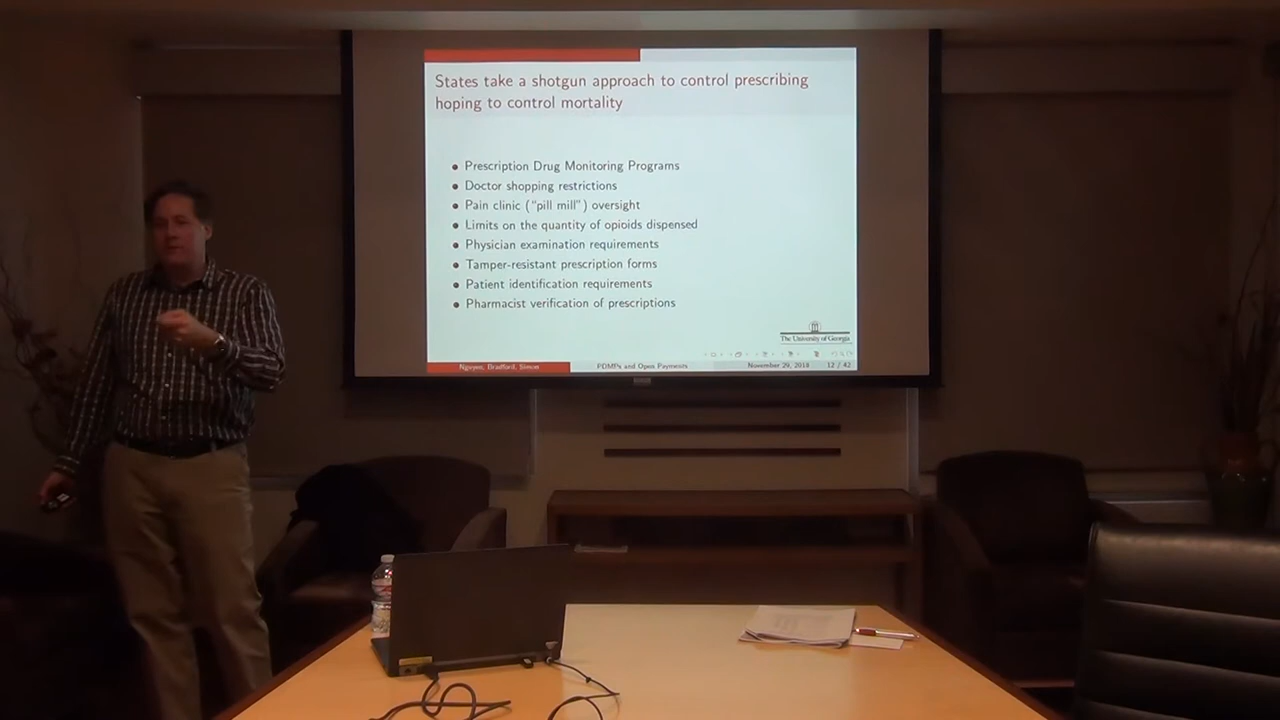 States take a shotgun approach to control prescribing
hoping to control mortality
Prescription Drug Monitoring Programs
Doctor shopping restrictions
Pain clinic (“pill mill”) oversight
Limits on the quantity of opioids dispensed
Physician examination requirements
Tamper-resistant prescription forms
Patient identification requirements
Pharmacist verification of prescriptions
The University of Georgia
Nguyen, Bradford, Simon PDMPs and Open Payments November 29, 2018 12 / 42